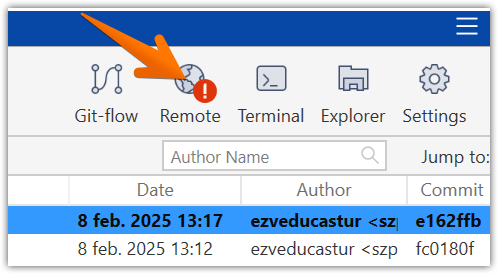 Git-flow Remote Terminal Explorer Settings
Author Name Jump to:
Date Author Commit
8 feb. 2025 13:17 ezveducastur <szp e162ffb
8 feb. 2025 13:12 ezveducastur <szp fc0180f